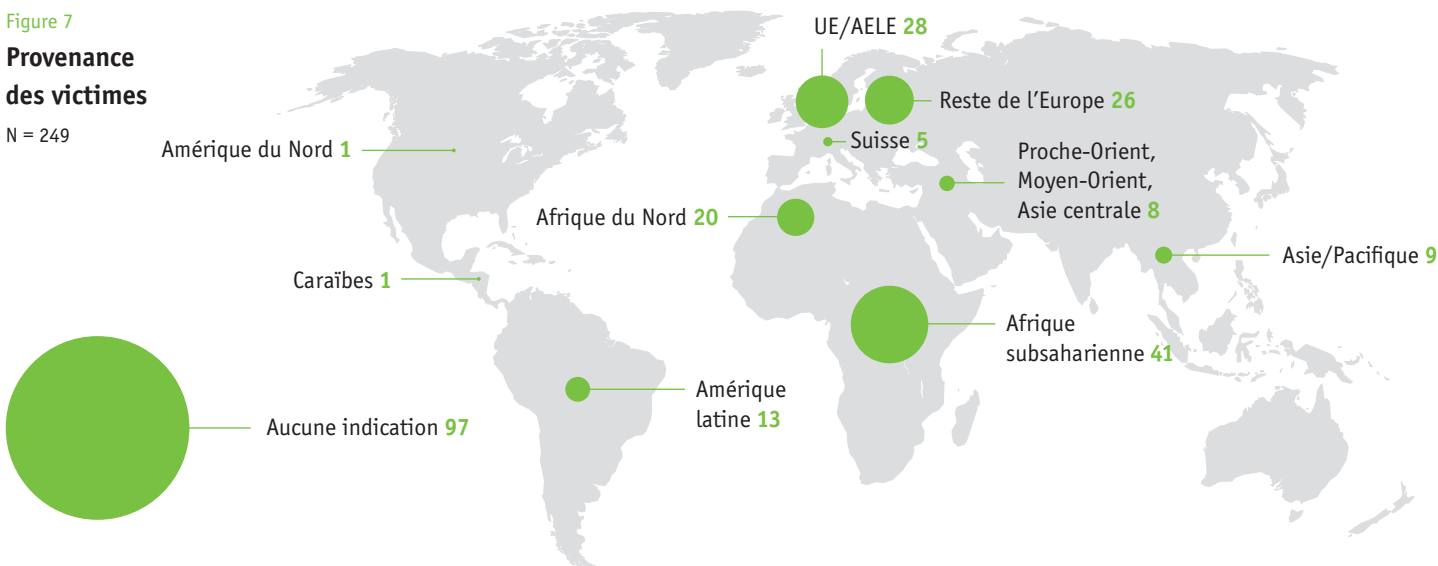 Figure 7
Provenance
des victimes
N = 249
UE/AELE 28
Reste de l’Europe 26
Suisse 5
Amérique du Nord 1
Proche-Orient,
Moyen-Orient,
Asie centrale 8
Afrique du Nord 20
Asie/Pacifique 9
Caraïbes 1
Afrique
subsaharienne 41
Amérique
latine 13
Aucune indication 97